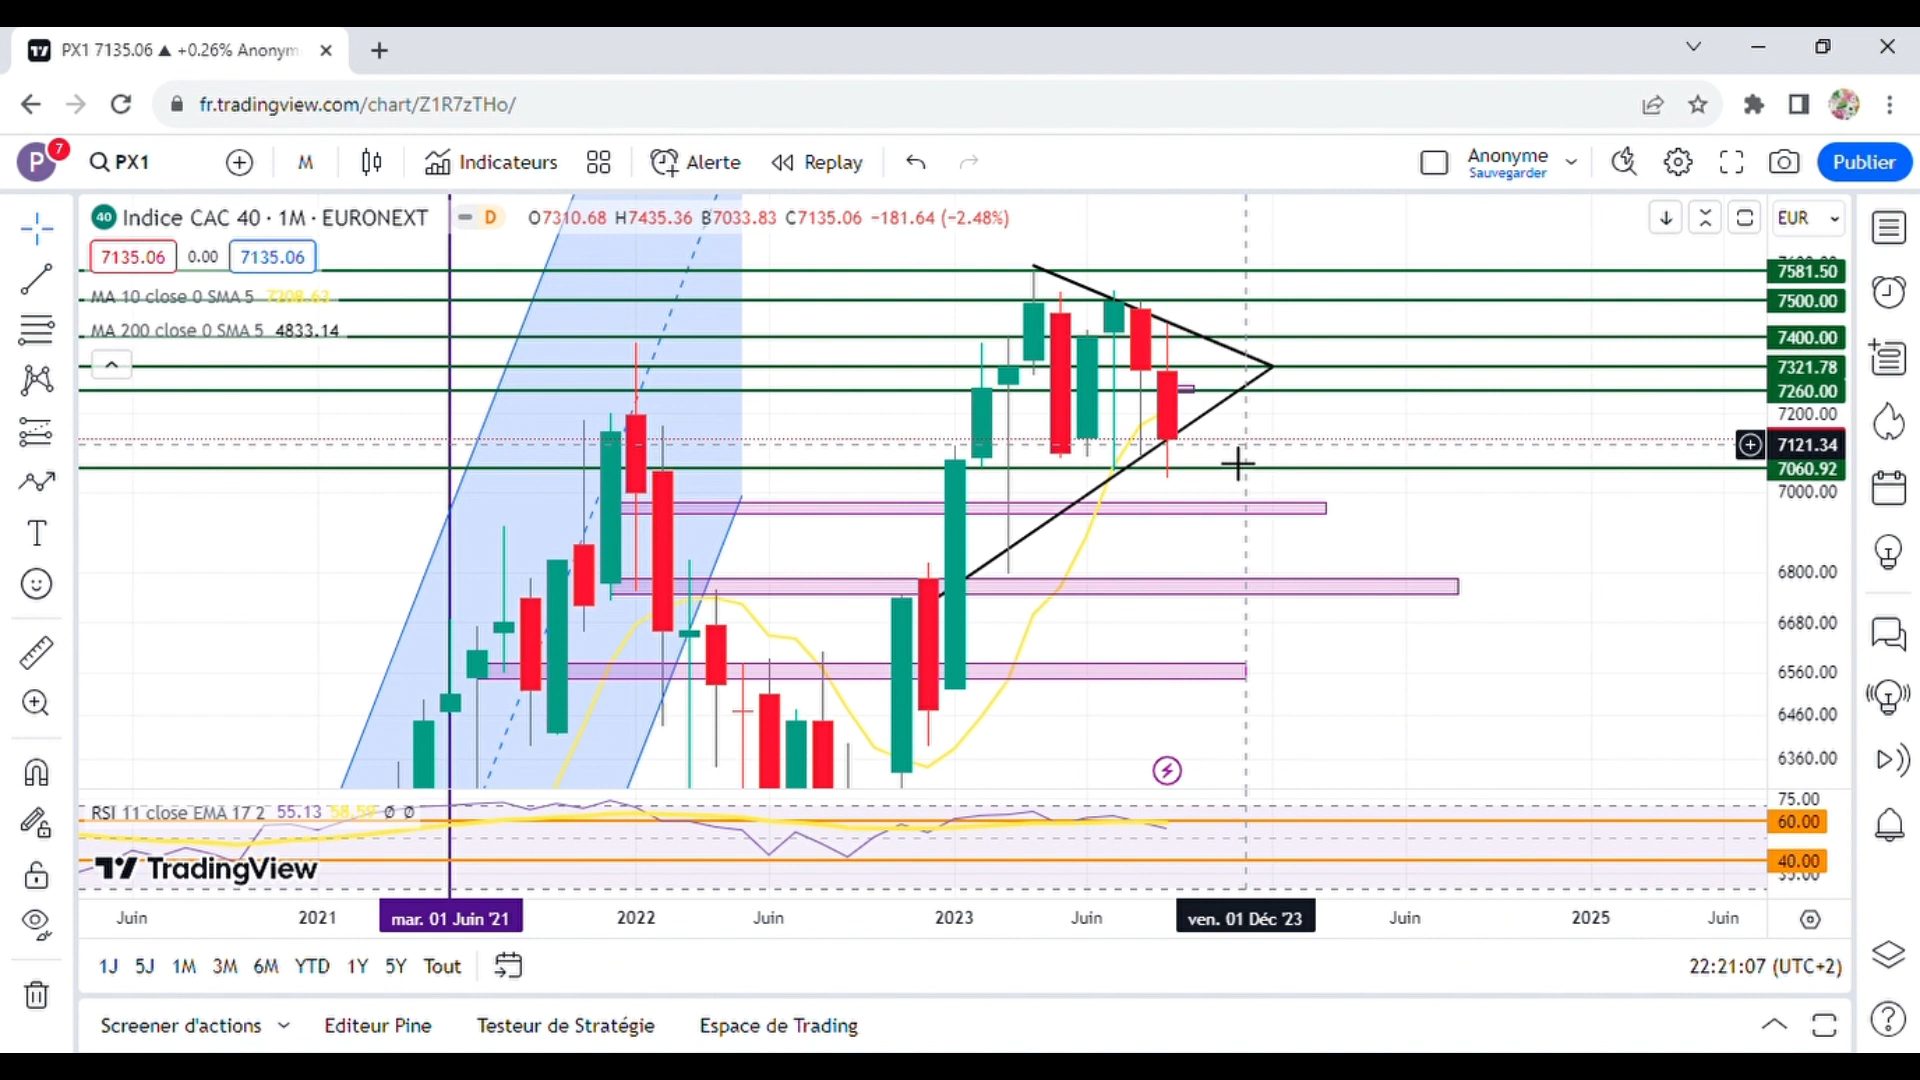 PX1 7135.06 ▲ +0.26% Anonym
fr.tradingview.com/chart/Z1R7zTHo/
P 7 PX1 M Indicateurs Alerte Replay Anonyme Sauvegarder Publier
40 Indice CAC 40 · 1M · EURONEXT D O7310.68 H7435.36 B7033.83 C7135.06 −181.64 (−2.48%) EUR
7135.06 0.00 7135.06
MA 10 close 0 SMA 5 7208.63
MA 200 close 0 SMA 5 4833.14
7581.50
7500.00
7400.00
7321.78
7260.00
7200.00
7121.34
7060.92
7000.00
6800.00
6680.00
6560.00
6460.00
6360.00
75.00
RSI 11 close EMA 17 2 55.13 58.59 Ø Ø
60.00
40.00
TradingView
Juin 2021 mar. 01 Juin '21 2022 Juin 2023 Juin ven. 01 Déc '23 Juin 2025 Juin
1J 5J 1M 3M 6M YTD 1Y 5Y Tout 22:21:07 (UTC+2)
Screener d'actions Editeur Pine Testeur de Stratégie Espace de Trading